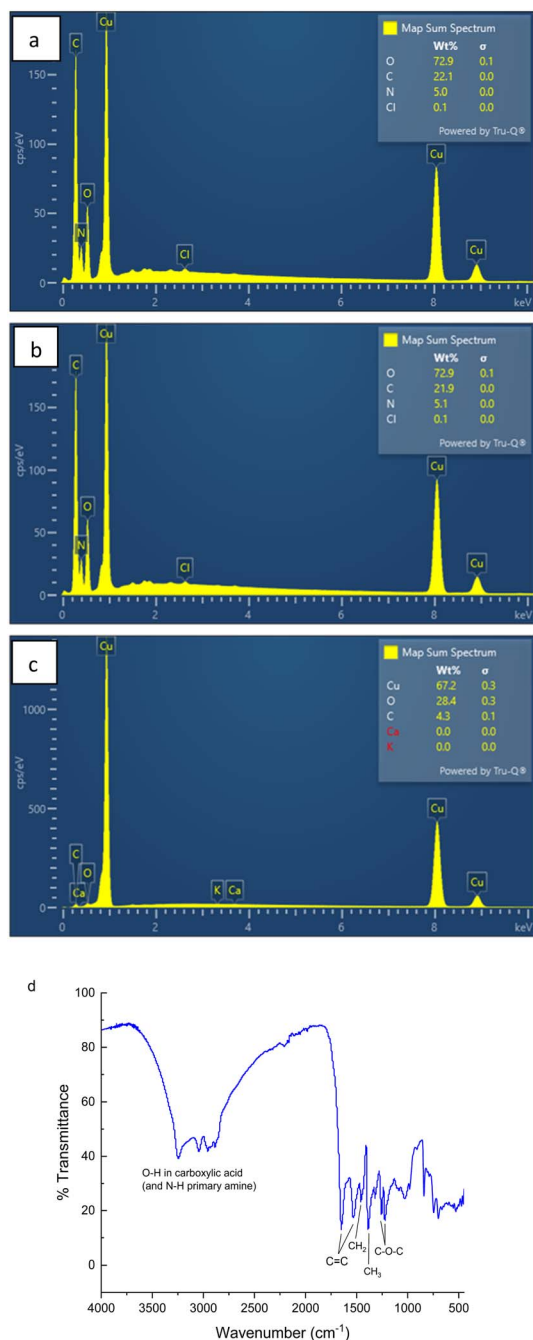 a
Map Sum Spectrum
Wt% σ
O 72.9 0.1
C 22.1 0.0
N 5.0 0.0
Cl 0.1 0.0
Powered by Tru-Q®
C
Cu
O
N
Cl
Cu
Cu
cps/eV
150
100
50
0
0 2 4 6 8 keV
b
Map Sum Spectrum
Wt% σ
O 72.9 0.1
C 21.9 0.0
N 5.1 0.0
Cl 0.1 0.0
Powered by Tru-Q®
Cu
C
O
N
Cl
Cu
Cu
cps/eV
150
100
50
0
0 2 4 6 8 keV
c
Cu
Map Sum Spectrum
Wt% σ
Cu 67.2 0.3
O 28.4 0.3
C 4.3 0.1
Ca 0.0 0.0
K 0.0 0.0
Powered by Tru-Q®
C
O
Ca
K Ca
Cu
Cu
cps/eV
1000
500
0
0 2 4 6 8 keV
d
100
80
60
40
20
0
% Transmittance
O-H in carboxylic acid
(and N-H primary amine)
C=C
CH2
CH3
C-O-C
4000 3500 3000 2500 2000 1500 1000 500
Wavenumber (cm-1)